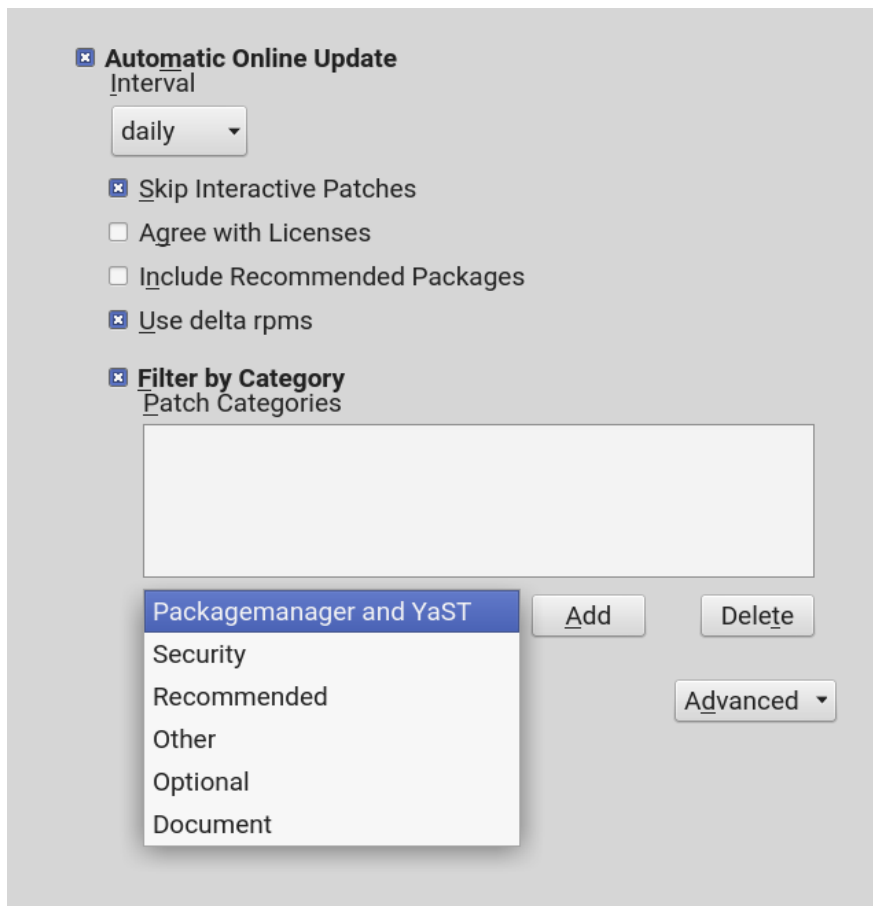 Automatic Online Update
Interval
daily
Skip Interactive Patches
Agree with Licenses
Include Recommended Packages
Use delta rpms
Filter by Category
Patch Categories
Packagemanager and YaST
Add
Delete
Security
Recommended
Advanced
Other
Optional
Document